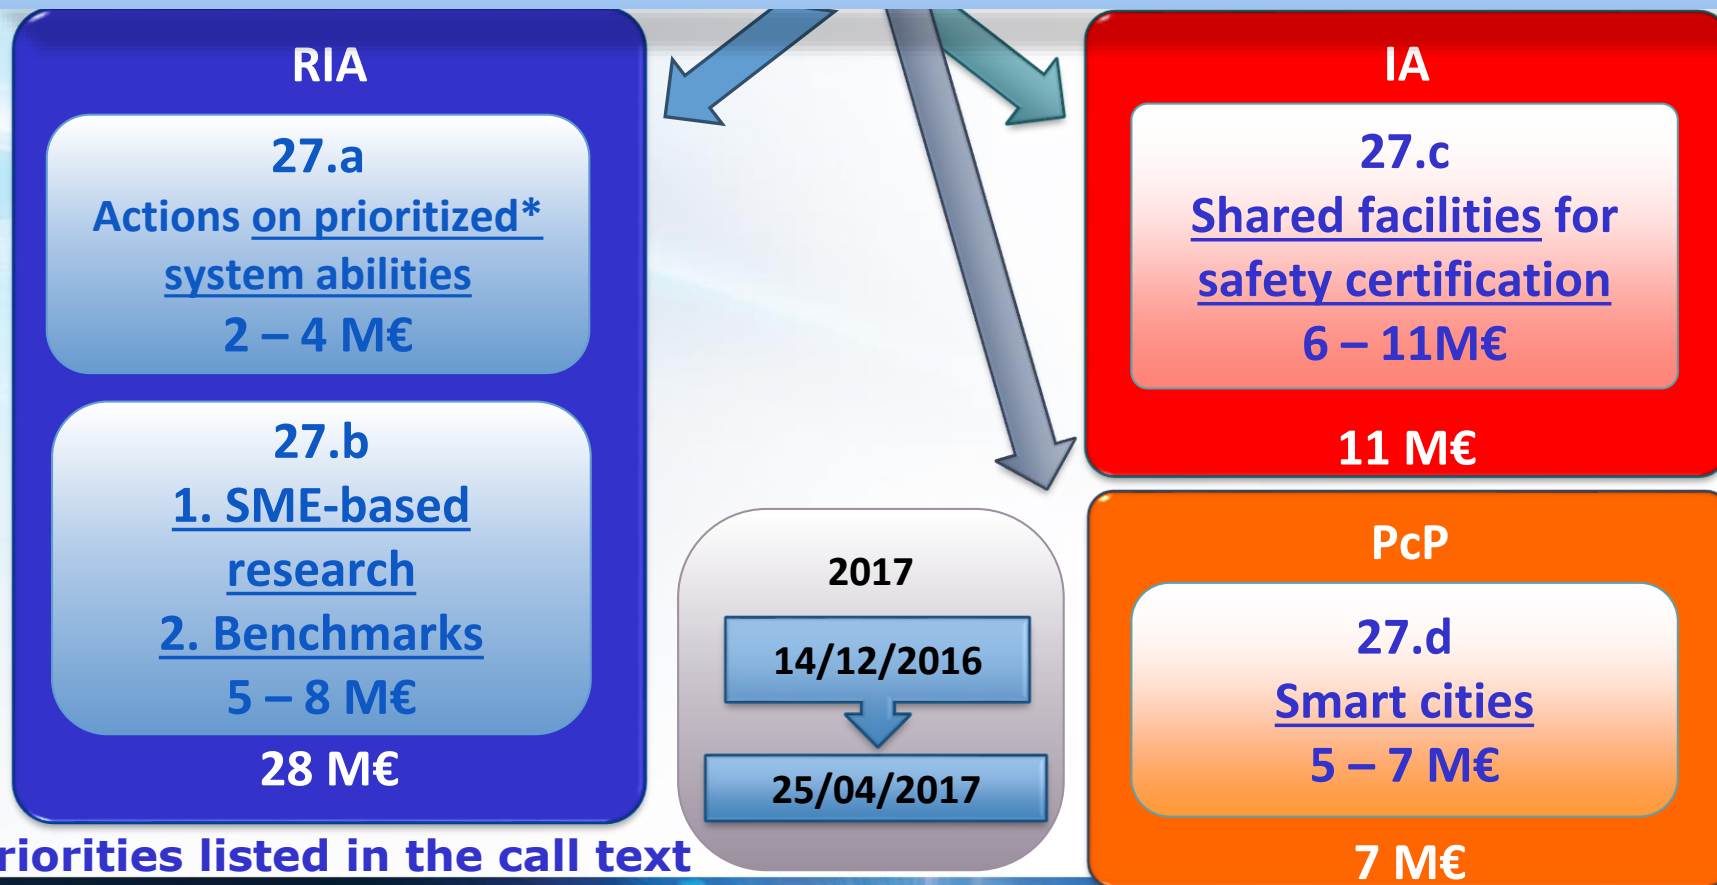 RIA
27.a
Actions on prioritized*
system abilities
2 – 4 M€
27.b
1. SME-based
research
2. Benchmarks
5 – 8 M€
28 M€
riorities listed in the call text
2017
14/12/2016
25/04/2017
IA
27.c
Shared facilities for
safety certification
6 – 11M€
11 M€
PcP
27.d
Smart cities
5 – 7 M€
7 M€